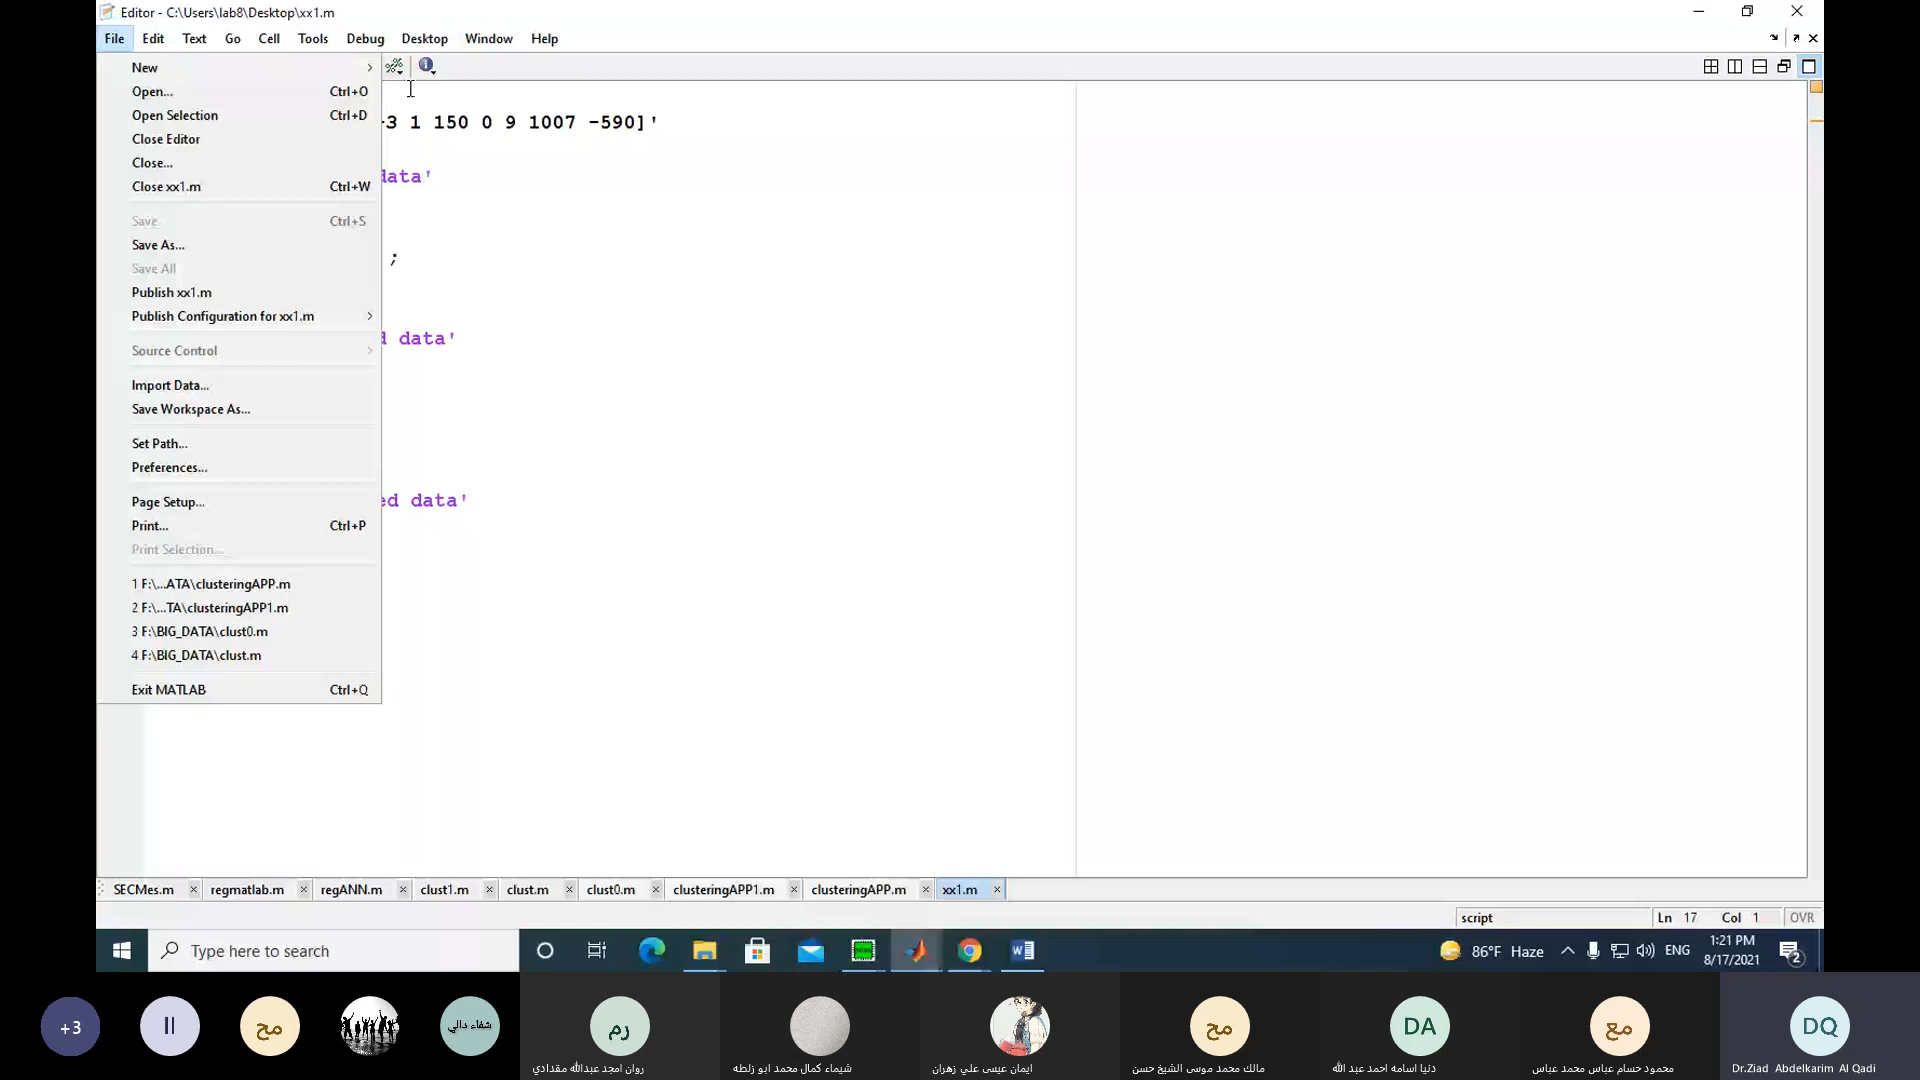 Editor - C:\Users\lab8\Desktop\xx1.m
File Edit Text Go Cell Tools Debug Desktop Window Help
New
Open... Ctrl+O
Open Selection Ctrl+D
Close Editor
Close...
Close xx1.m Ctrl+W
Save Ctrl+S
Save As...
Save All
Publish xx1.m
Publish Configuration for xx1.m
Source Control
Import Data...
Save Workspace As...
Set Path...
Preferences...
Page Setup...
Print... Ctrl+P
Print Selection...
1 F:\...ATA\clusteringAPP.m
2 F:\...TA\clusteringAPP1.m
3 F:\BIG_DATA\clust0.m
4 F:\BIG_DATA\clust.m
Exit MATLAB Ctrl+Q
-3 1 150 0 9 1007 -590]'
data'
;
d data'
ed data'
SECMes.m regmatlab.m regANN.m clust1.m clust.m clust0.m clusteringAPP1.m clusteringAPP.m xx1.m
script Ln 17 Col 1 OVR
Type here to search
86°F Haze ENG 1:21 PM
8/17/2021
2
+3 II مح شفاء دالي رم مح DA مع DQ
روان امجد عبدالله مقدادي
شيماء كمال محمد ابو زلطه
ايمان عيسى علي زهران
مالك محمد موسى الشيخ حسن
دنيا اسامه احمد عبد الله
محمود حسام عباس محمد عباس
Dr.Ziad Abdelkarim Al Qadi